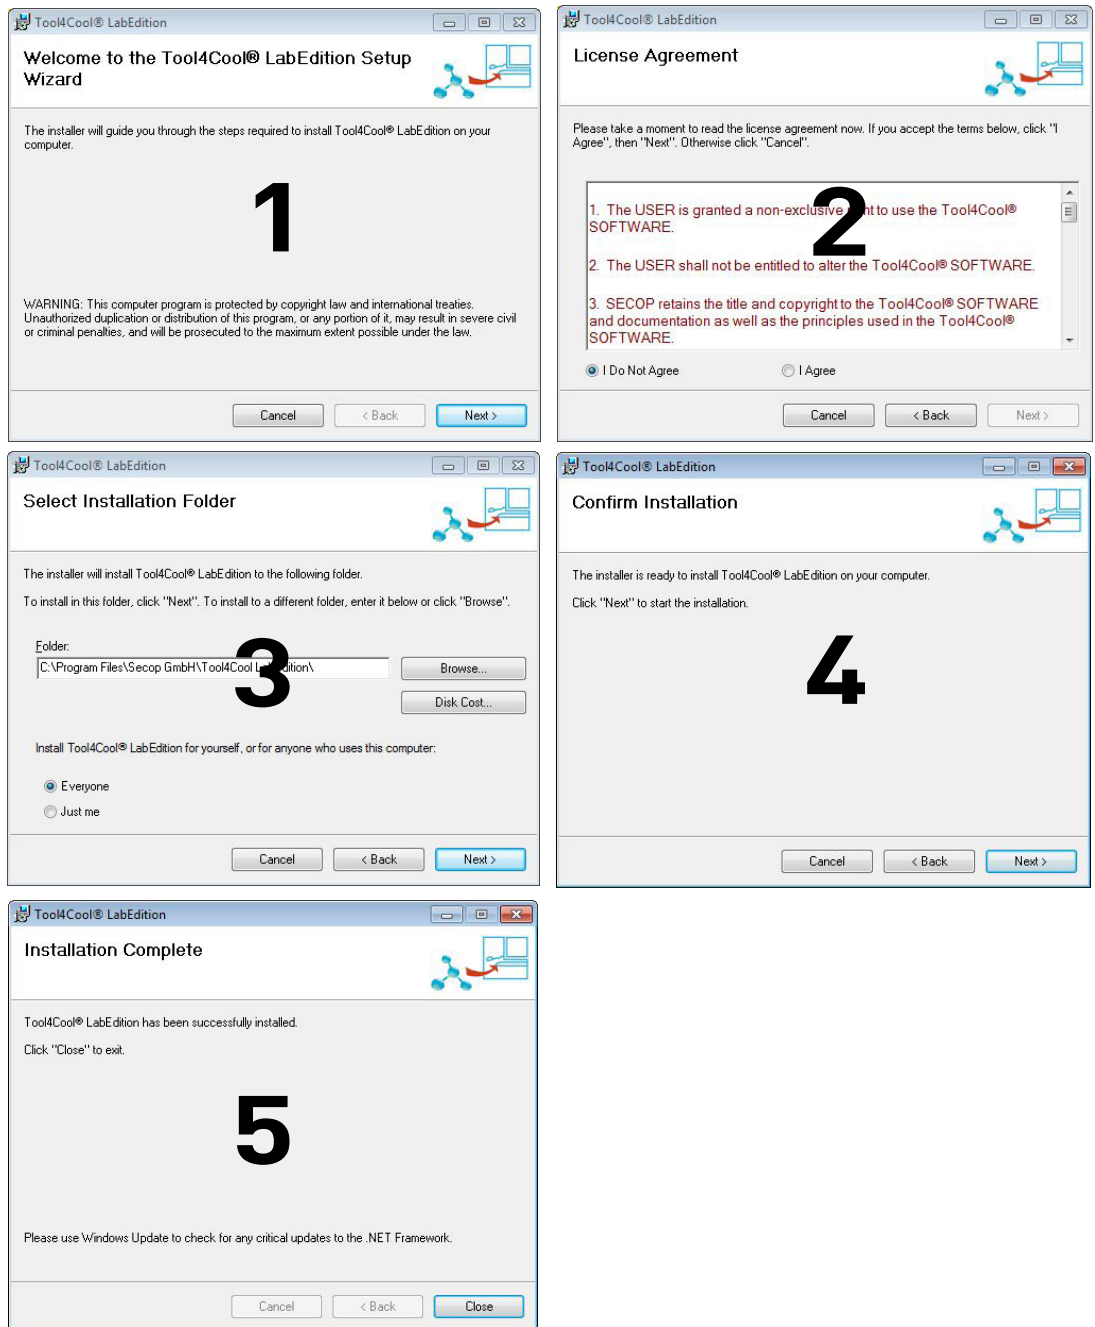 Tool4Cool® LabEdition
Welcome to the Tool4Cool® LabEdition Setup
Wizard
The installer will guide you through the steps required to install Tool4Cool® LabEdition on your
computer.
1
WARNING: This computer program is protected by copyright law and international treaties.
Unauthorized duplication or distribution of this program, or any portion of it, may result in severe civil
or criminal penalties, and will be prosecuted to the maximum extent possible under the law.
Cancel
< Back
Next >
Tool4Cool® LabEdition
License Agreement
Please take a moment to read the license agreement now. If you accept the terms below, click "I
Agree", then "Next". Otherwise click "Cancel".
2
1. The USER is granted a non-exclusive right to use the Tool4Cool®
SOFTWARE.
2. The USER shall not be entitled to alter the Tool4Cool® SOFTWARE.
3. SECOP retains the title and copyright to the Tool4Cool® SOFTWARE
and documentation as well as the principles used in the Tool4Cool®
SOFTWARE.
I Do Not Agree
I Agree
Cancel
< Back
Next >
Tool4Cool® LabEdition
Select Installation Folder
The installer will install Tool4Cool® LabEdition to the following folder.
To install in this folder, click "Next". To install to a different folder, enter it below or click "Browse".
Folder:
C:\Program Files\Secop GmbH\Tool4Cool LabEdition\
3
Browse...
Disk Cost...
Install Tool4Cool® LabEdition for yourself, or for anyone who uses this computer:
Everyone
Just me
Cancel
< Back
Next >
Tool4Cool® LabEdition
Confirm Installation
The installer is ready to install Tool4Cool® LabEdition on your computer.
Click "Next" to start the installation.
4
Cancel
< Back
Next >
Tool4Cool® LabEdition
Installation Complete
Tool4Cool® LabEdition has been successfully installed.
Click "Close" to exit.
5
Please use Windows Update to check for any critical updates to the .NET Framework.
Cancel
< Back
Close